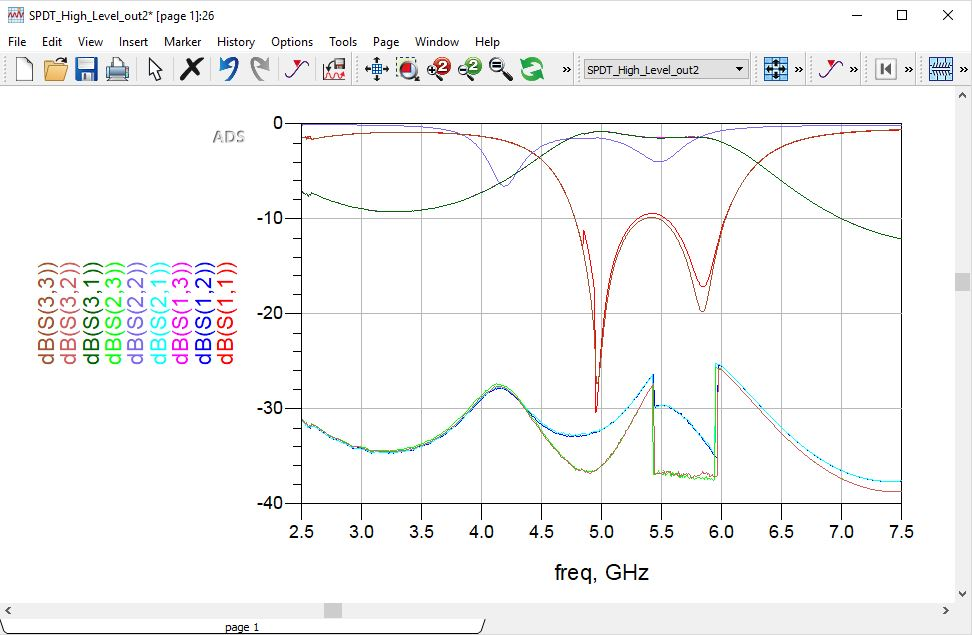 SPDT_High_Level_out2* [page 1]:26
File Edit View Insert Marker History Options Tools Page Window Help
2 2 » SPDT_High_Level_out2 » » » »
ADS
dB(S(3,3))
dB(S(3,2))
dB(S(3,1))
dB(S(2,3))
dB(S(2,2))
dB(S(2,1))
dB(S(1,3))
dB(S(1,2))
dB(S(1,1))
0
-10
-20
-30
-40
2.5 3.0 3.5 4.0 4.5 5.0 5.5 6.0 6.5 7.0 7.5
freq, GHz
page 1